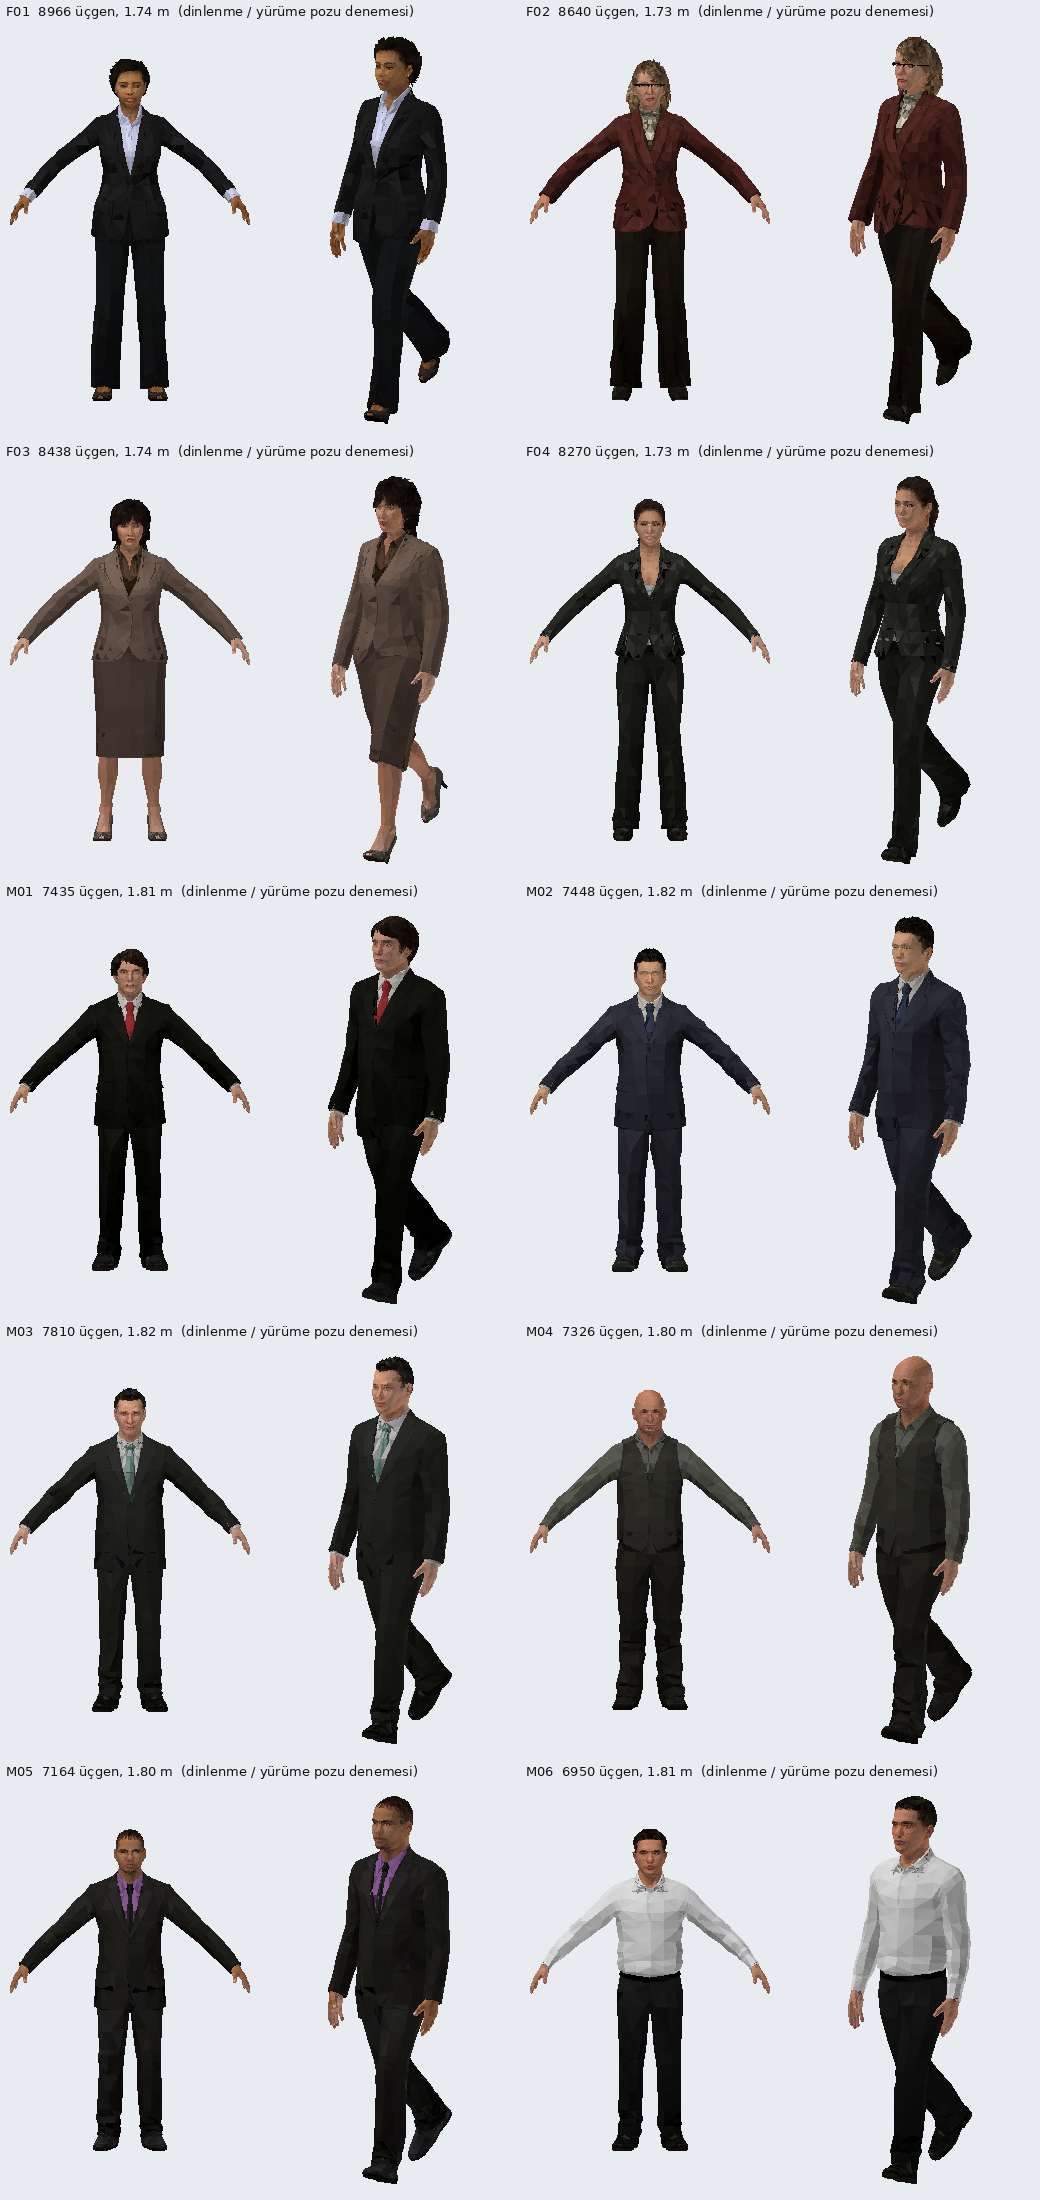 F01  8966 üçgen, 1.74 m  (dinlenme / yürüme pozu denemesi)
F02  8640 üçgen, 1.73 m  (dinlenme / yürüme pozu denemesi)
F03  8438 üçgen, 1.74 m  (dinlenme / yürüme pozu denemesi)
F04  8270 üçgen, 1.73 m  (dinlenme / yürüme pozu denemesi)
M01  7435 üçgen, 1.81 m  (dinlenme / yürüme pozu denemesi)
M02  7448 üçgen, 1.82 m  (dinlenme / yürüme pozu denemesi)
M03  7810 üçgen, 1.82 m  (dinlenme / yürüme pozu denemesi)
M04  7326 üçgen, 1.80 m  (dinlenme / yürüme pozu denemesi)
M05  7164 üçgen, 1.80 m  (dinlenme / yürüme pozu denemesi)
M06  6950 üçgen, 1.81 m  (dinlenme / yürüme pozu denemesi)